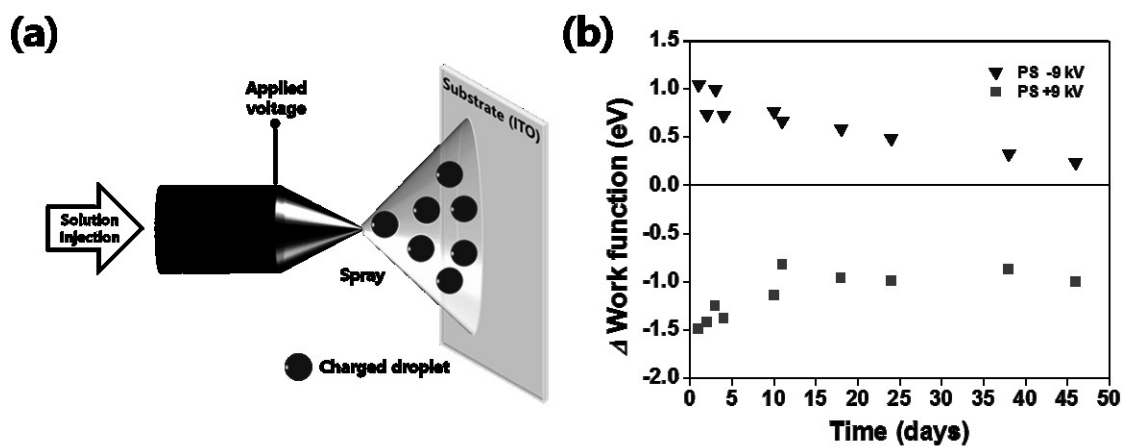 (a)
Applied
voltage
Substrate (ITO)
Solution
injection
Spray
Charged droplet
(b)
Δ Work function (eV)
1.5
1.0
0.5
0.0
-0.5
-1.0
-1.5
-2.0
PS -9 kV
PS +9 kV
0 5 10 15 20 25 30 35 40 45 50
Time (days)